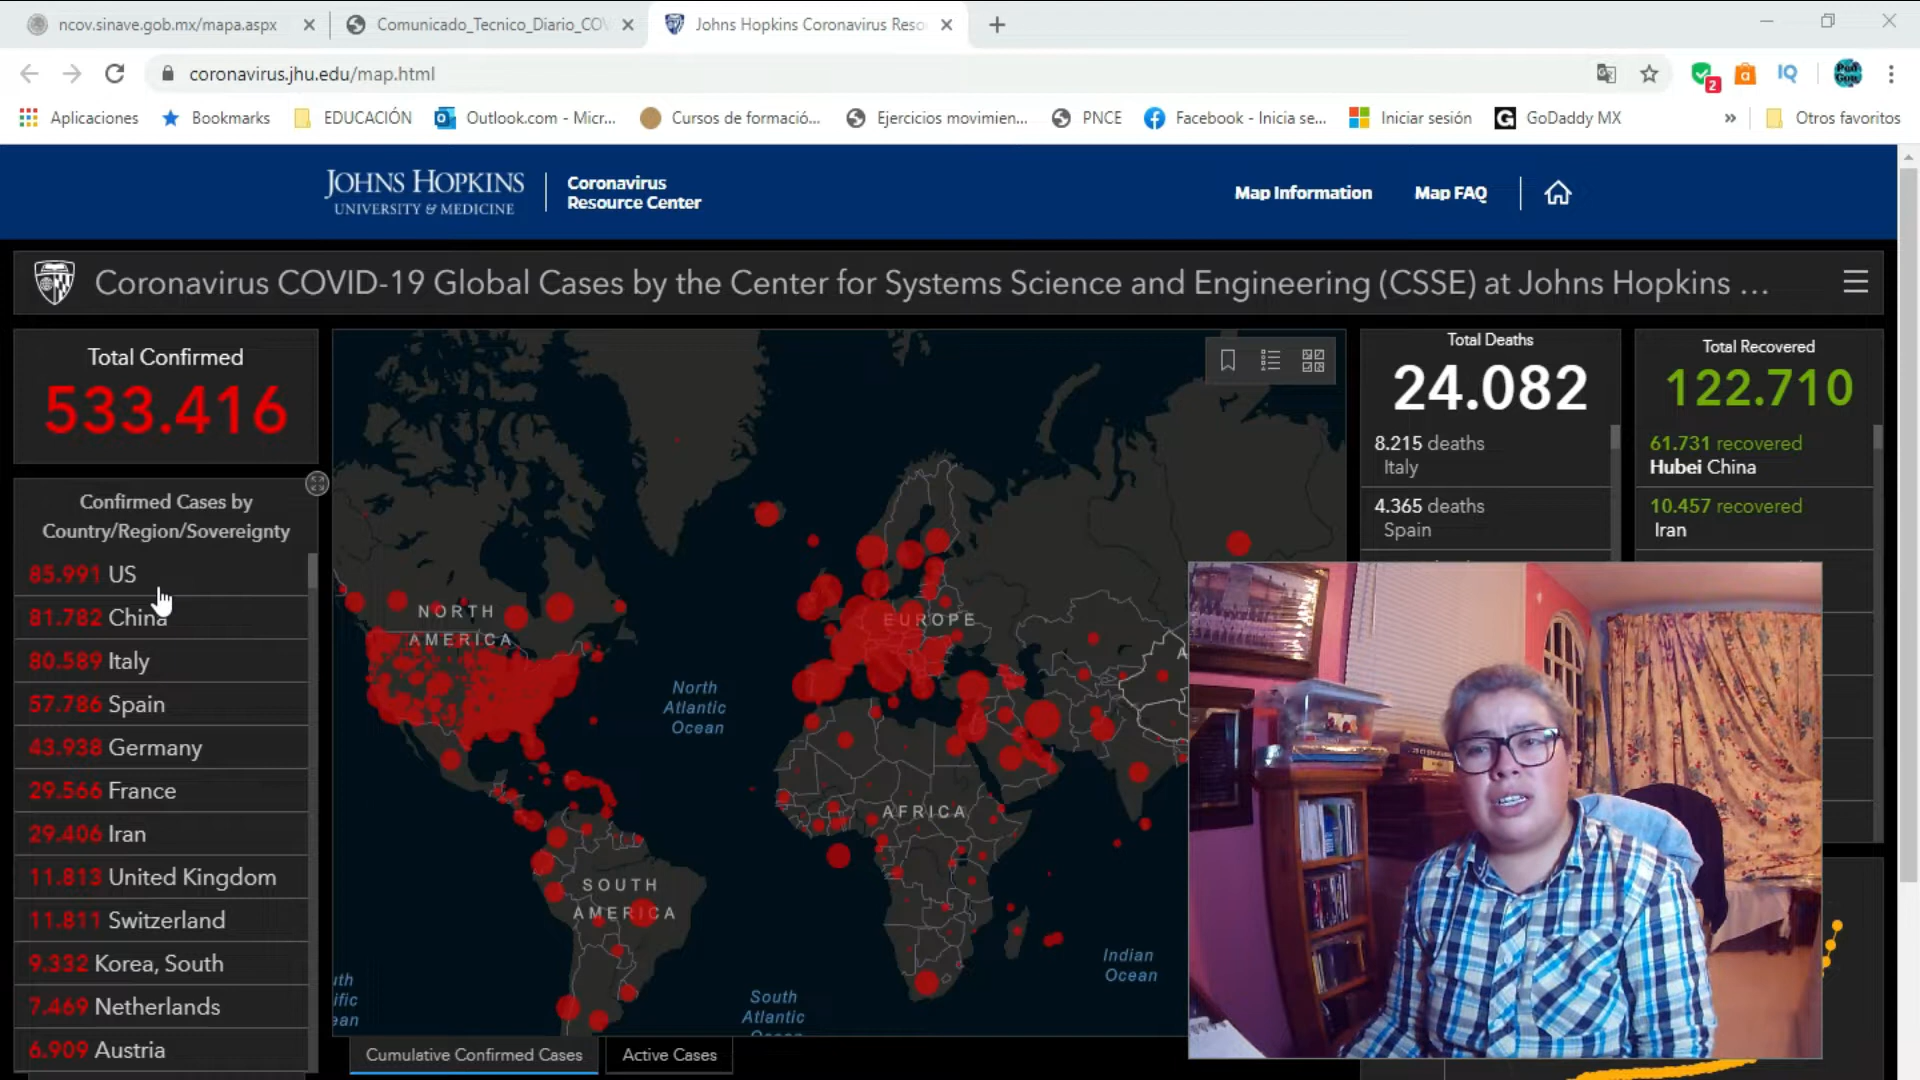 ncov.sinave.gob.mx/mapa.aspx
Comunicado_Tecnico_Diario_COV
Johns Hopkins Coronavirus Reso
coronavirus.jhu.edu/map.html
2
IQ
Aplicaciones
Bookmarks
EDUCACIÓN
Outlook.com - Micr...
Cursos de formació...
Ejercicios movimien...
PNCE
Facebook - Inicia se...
Iniciar sesión
GoDaddy MX
»
Otros favoritos
JOHNS HOPKINS
UNIVERSITY & MEDICINE
Coronavirus
Resource Center
Map Information
Map FAQ
Coronavirus COVID-19 Global Cases by the Center for Systems Science and Engineering (CSSE) at Johns Hopkins ...
Total Confirmed
533.416
Confirmed Cases by
Country/Region/Sovereignty
85.991 US
81.782 China
80.589 Italy
57.786 Spain
43.938 Germany
29.566 France
29.406 Iran
11.813 United Kingdom
11.811 Switzerland
9.332 Korea, South
7.469 Netherlands
6.909 Austria
NORTH
AMERICA
EUROPE
North
Atlantic
Ocean
AFRICA
SOUTH
AMERICA
Indian
Ocean
South
Atlantic
uth
ific
ean
A
Cumulative Confirmed Cases
Active Cases
Total Deaths
24.082
8.215 deaths
Italy
4.365 deaths
Spain
Total Recovered
122.710
61.731 recovered
Hubei China
10.457 recovered
Iran